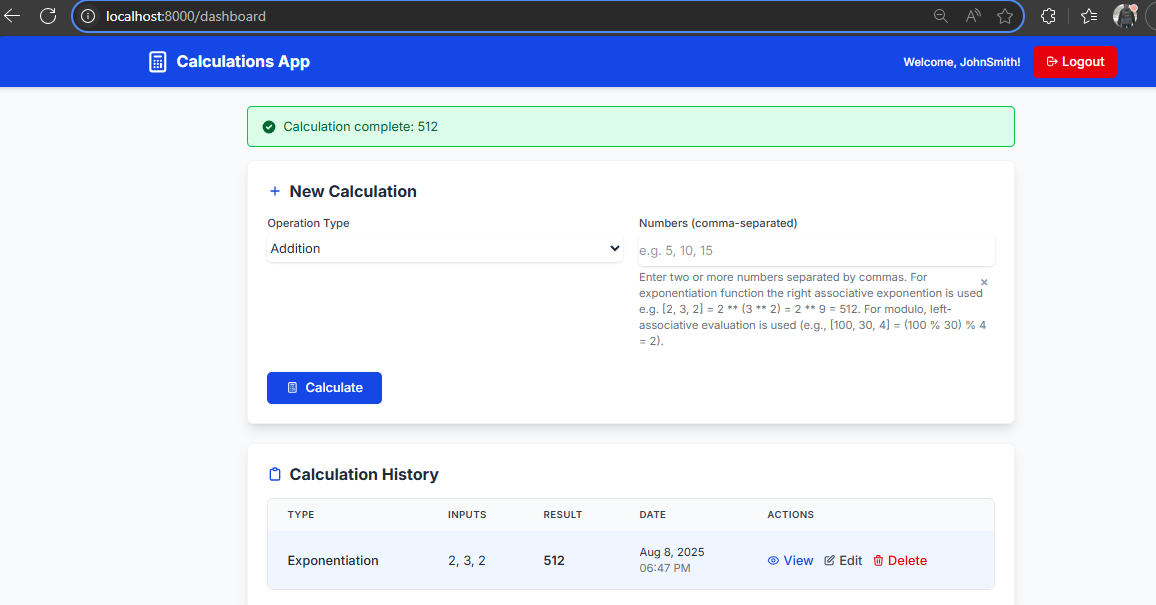 localhost:8000/dashboard
Calculations App
Welcome, JohnSmith!
Logout
Calculation complete: 512
New Calculation
Operation Type
Numbers (comma-separated)
Addition
e.g. 5, 10, 15
Enter two or more numbers separated by commas. For
exponentiation function the right associative exponention is used
e.g. [2, 3, 2] = 2 ** (3 ** 2) = 2 ** 9 = 512. For modulo, left-
associative evaluation is used (e.g., [100, 30, 4] = (100 % 30) % 4
= 2).
Calculate
Calculation History
TYPE INPUTS RESULT DATE ACTIONS
Exponentiation 2, 3, 2 512 Aug 8, 2025 View Edit Delete
06:47 PM